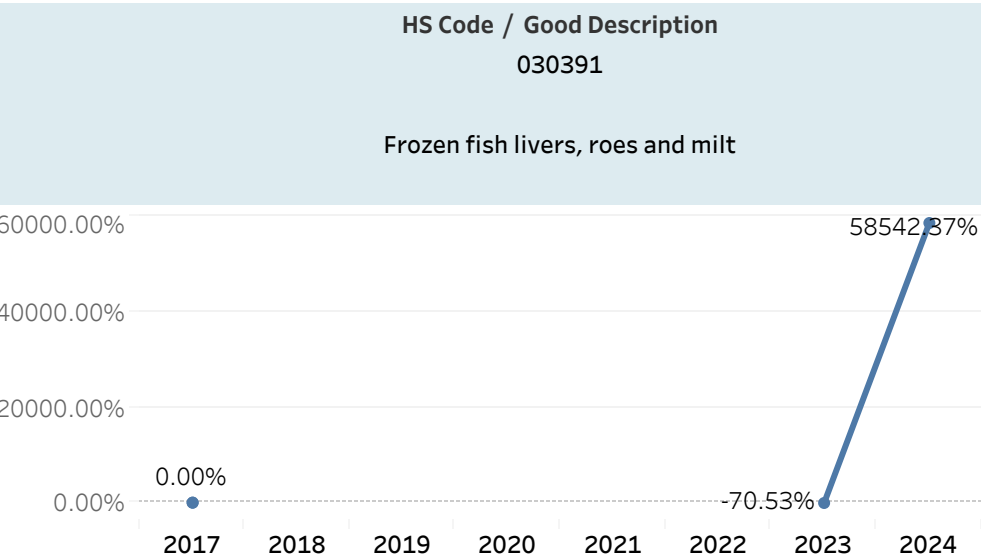 HS Code / Good Description
030391
Frozen fish livers, roes and milt
60000.00%
58542.37%
40000.00%
20000.00%
0.00%
0.00%
-70.53%
2017 2018 2019 2020 2021 2022 2023 2024